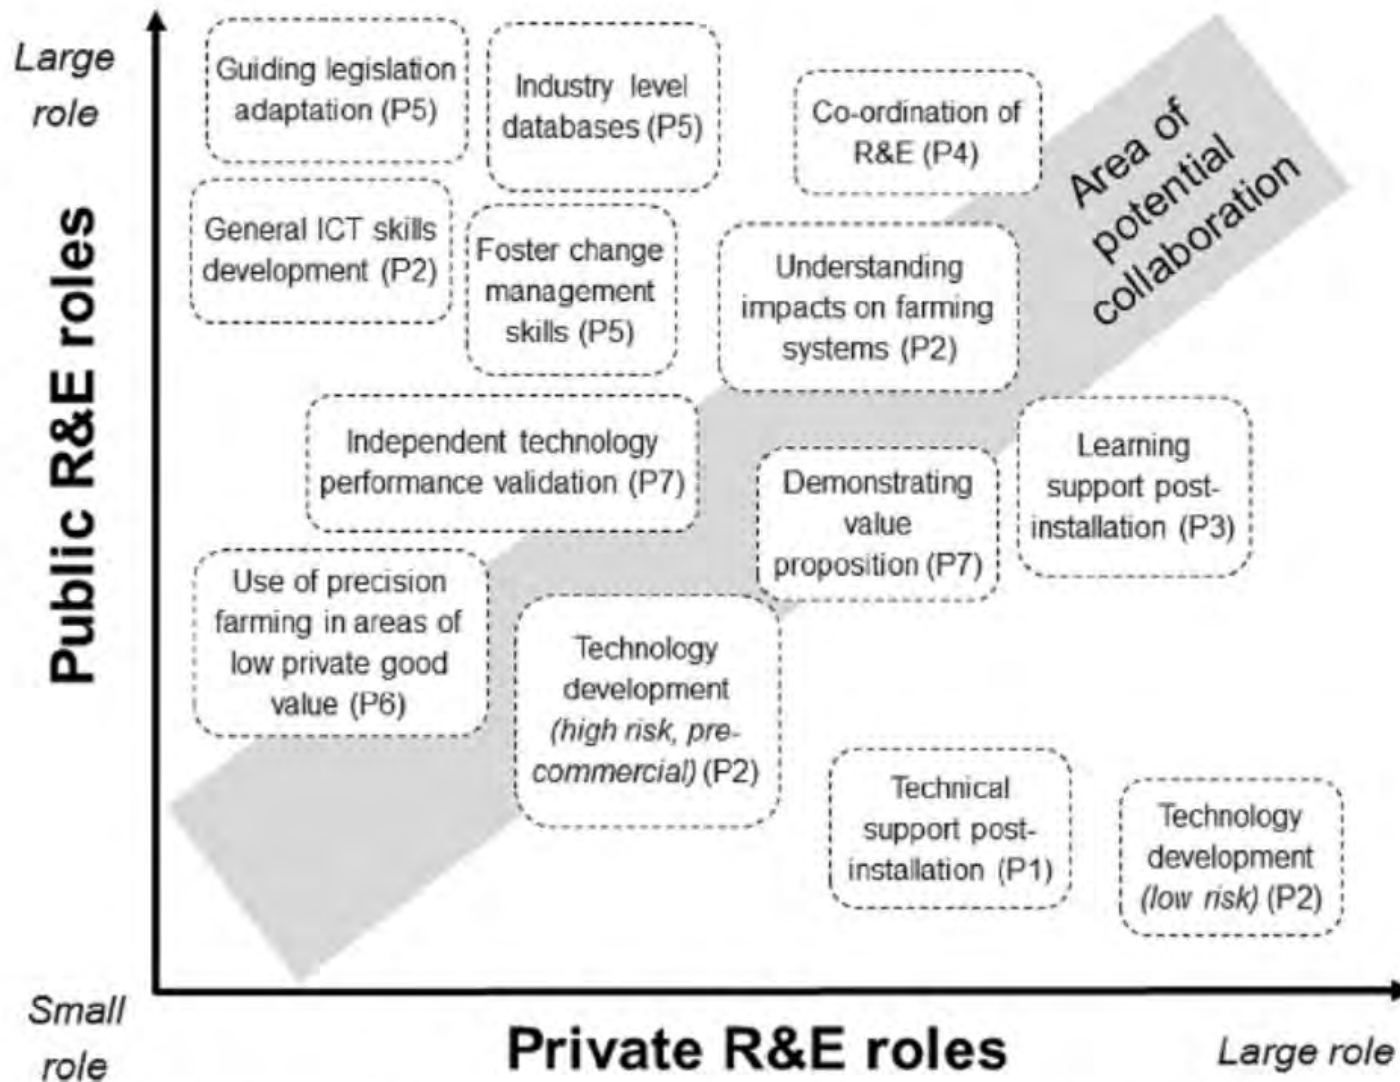 Large
role
Guiding legislation
adaptation (P5)
Industry level
databases (P5)
Co-ordination of
R&E (P4)
Area of
potential
collaboration
General ICT skills
development (P2)
Foster change
management
skills (P5)
Understanding
impacts on farming
systems (P2)
Public R&E roles
Independent technology
performance validation (P7)
Demonstrating
value
proposition (P7)
Learning
support post-
installation (P3)
Use of precision
farming in areas of
low private good
value (P6)
Technology
development
(high risk, pre-
commercial) (P2)
Technical
support post-
installation (P1)
Technology
development
(low risk) (P2)
Small
role
Private R&E roles
Large role